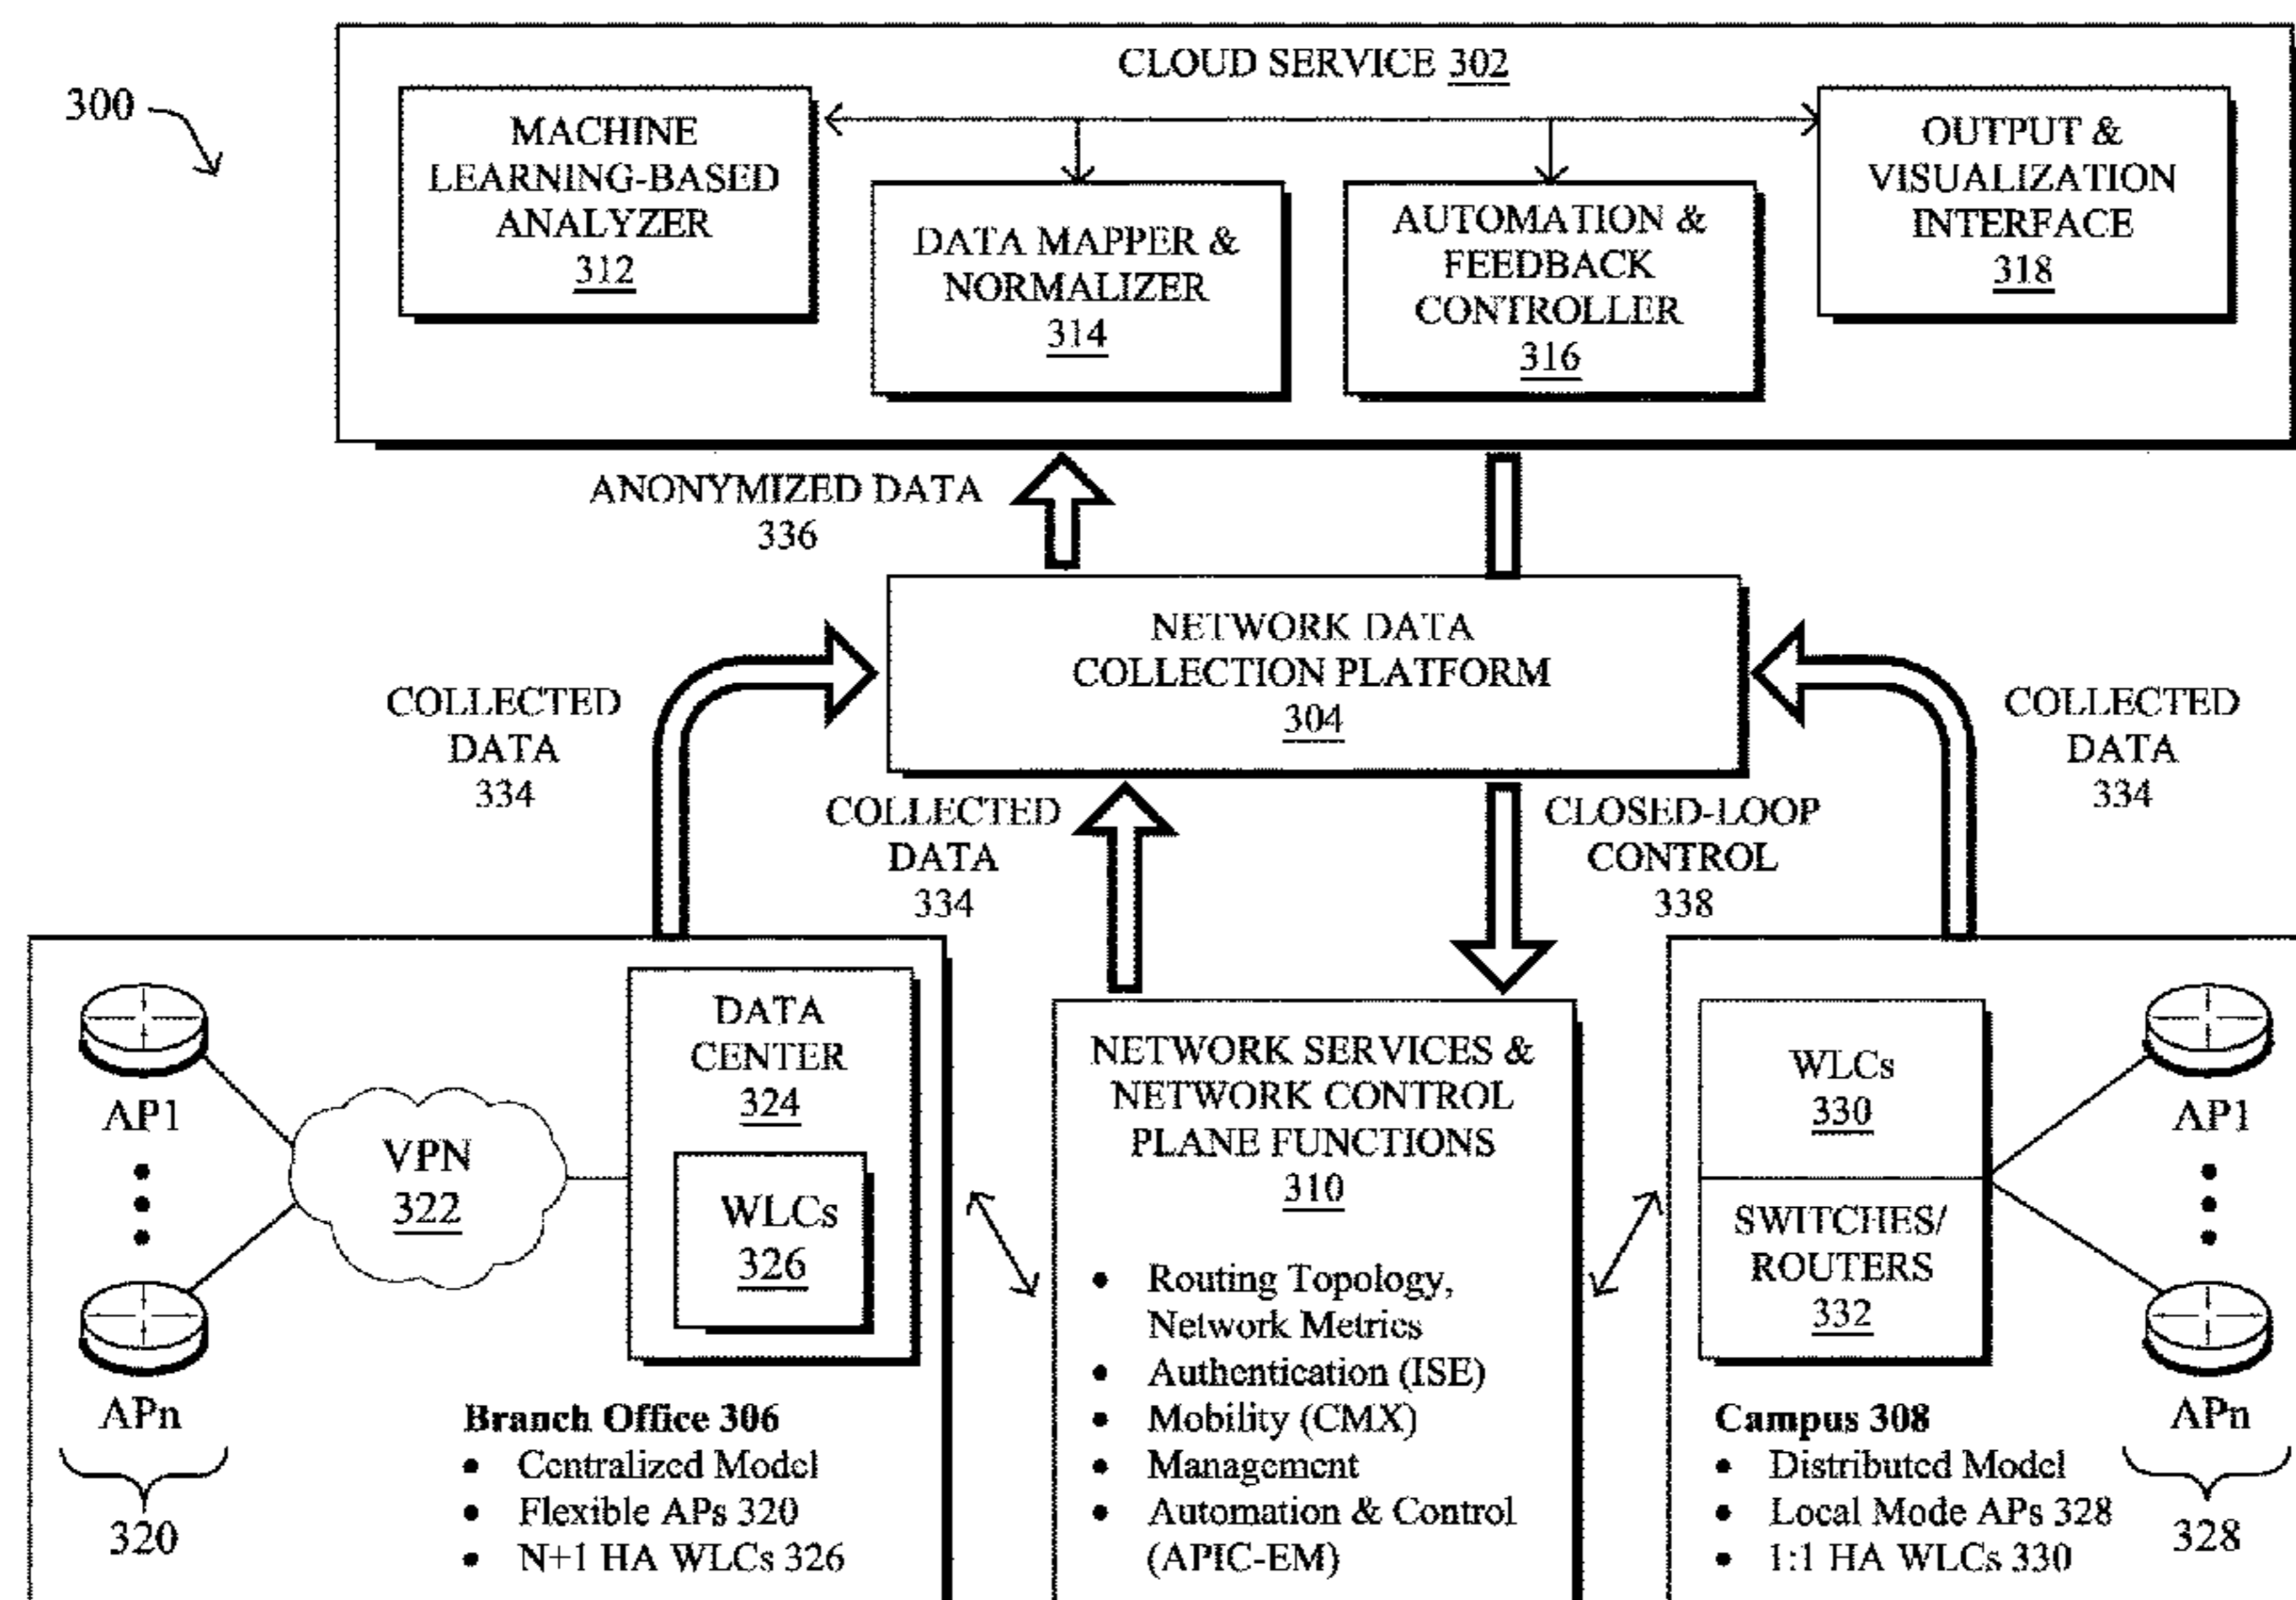 300
CLOUD SERVICE 302
MACHINE
LEARNING-BASED
ANALYZER
312
DATA MAPPER &
NORMALIZER
314
AUTOMATION &
FEEDBACK
CONTROLLER
316
OUTPUT &
VISUALIZATION
INTERFACE
318
ANONYMIZED DATA
336
NETWORK DATA
COLLECTION PLATFORM
304
COLLECTED
DATA
334
COLLECTED
DATA
334
CLOSED-LOOP
CONTROL
338
COLLECTED
DATA
334
AP1
APn
320
VPN
322
DATA
CENTER
324
WLCs
326
Branch Office 306
• Centralized Model
• Flexible APs 320
• N+1 HA WLCs 326
NETWORK SERVICES &
NETWORK CONTROL
PLANE FUNCTIONS
310
• Routing Topology,
Network Metrics
• Authentication (ISE)
• Mobility (CMX)
• Management
• Automation & Control
(APIC-EM)
WLCs
330
SWITCHES/
ROUTERS
332
AP1
APn
328
Campus 308
• Distributed Model
• Local Mode APs 328
• 1:1 HA WLCs 330